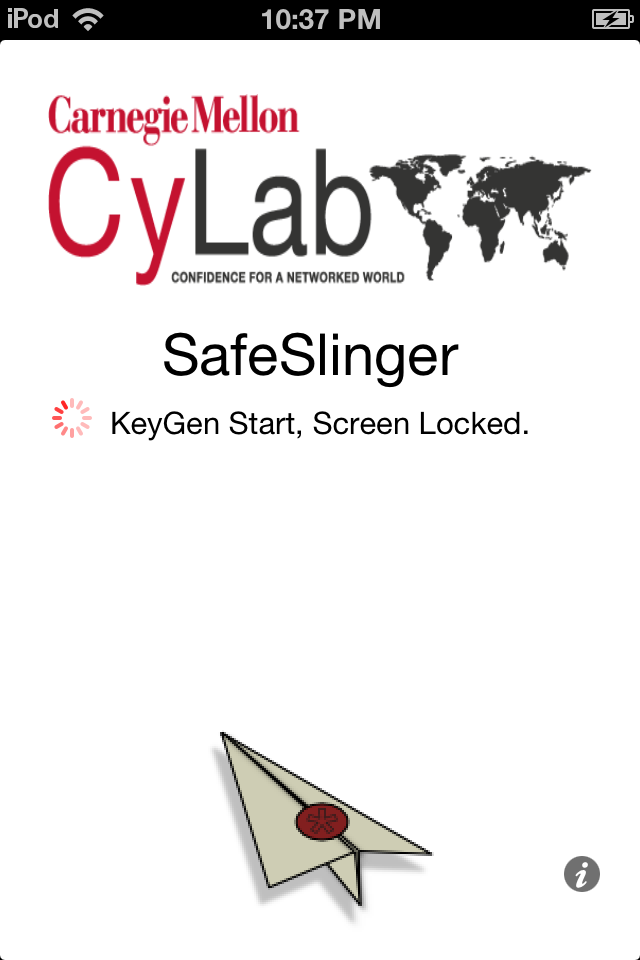 iPod 10:37 PM
Carnegie Mellon
CyLab
CONFIDENCE FOR A NETWORKED WORLD
SafeSlinger
KeyGen Start, Screen Locked.
i